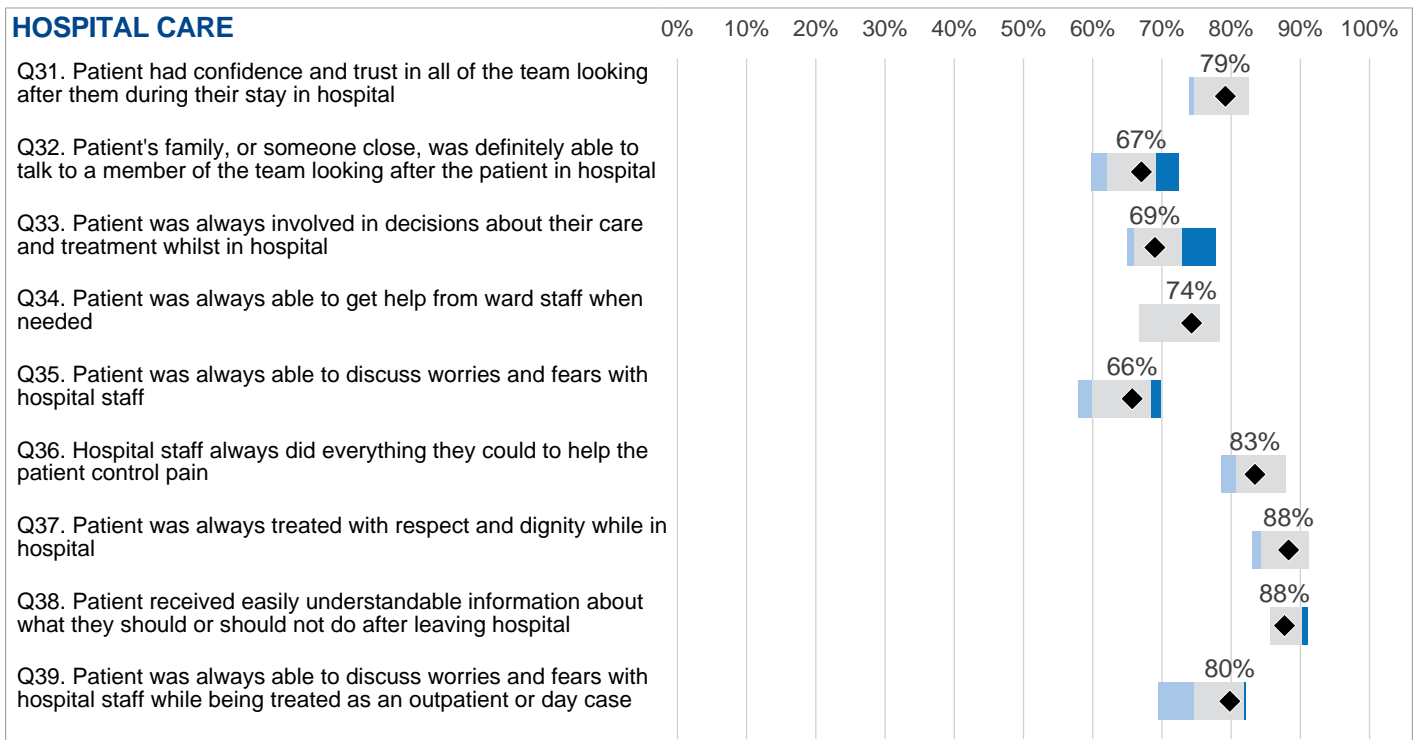 HOSPITAL CARE
0% 10% 20% 30% 40% 50% 60% 70% 80% 90% 100%
Q31. Patient had confidence and trust in all of the team looking
after them during their stay in hospital
79%
Q32. Patient's family, or someone close, was definitely able to
talk to a member of the team looking after the patient in hospital
67%
Q33. Patient was always involved in decisions about their care
and treatment whilst in hospital
69%
Q34. Patient was always able to get help from ward staff when
needed
74%
Q35. Patient was always able to discuss worries and fears with
hospital staff
66%
Q36. Hospital staff always did everything they could to help the
patient control pain
83%
Q37. Patient was always treated with respect and dignity while in
hospital
88%
Q38. Patient received easily understandable information about
what they should or should not do after leaving hospital
88%
Q39. Patient was always able to discuss worries and fears with
hospital staff while being treated as an outpatient or day case
80%